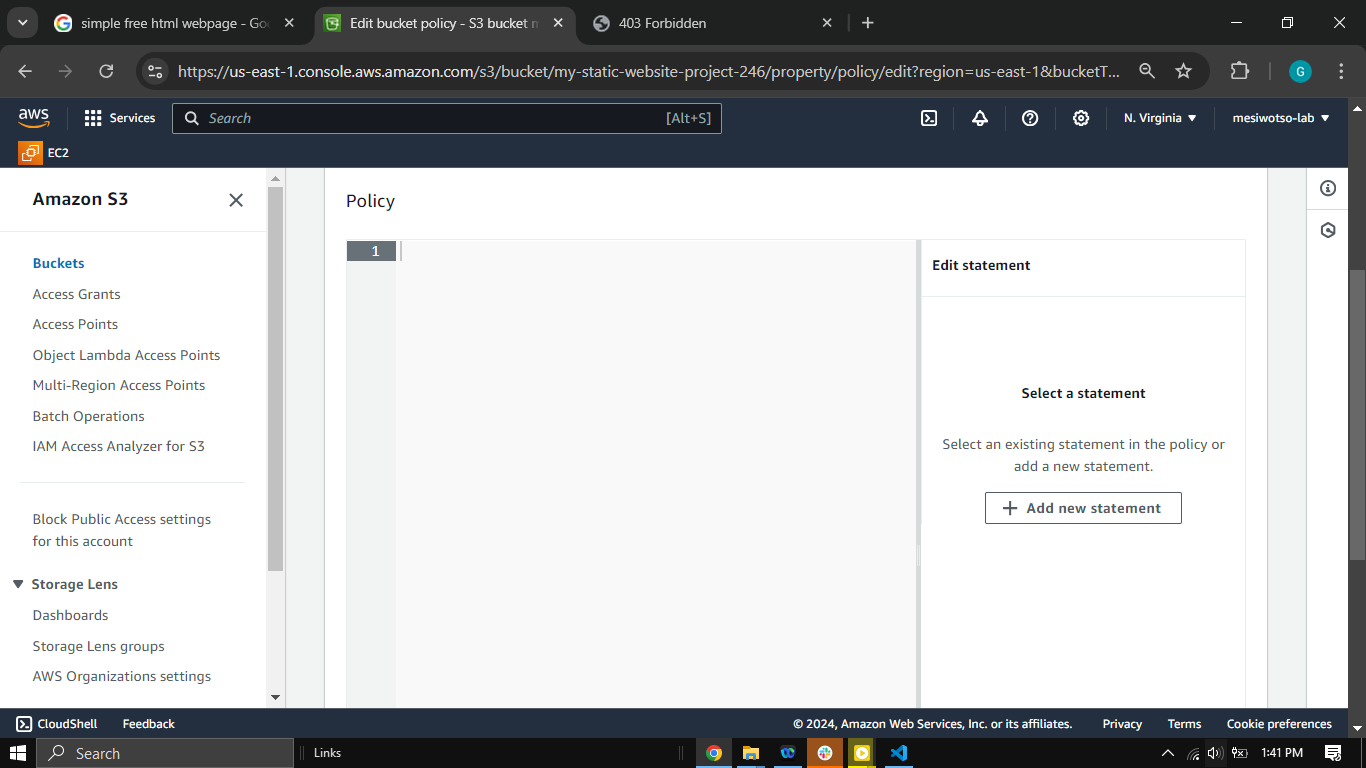 simple free html webpage - Goo
Edit bucket policy - S3 bucket m
403 Forbidden
https://us-east-1.console.aws.amazon.com/s3/bucket/my-static-website-project-246/property/policy/edit?region=us-east-1&bucketT...
G
aws
Services
Search
[Alt+S]
N. Virginia
mesiwotso-lab
EC2
Amazon S3
Buckets
Access Grants
Access Points
Object Lambda Access Points
Multi-Region Access Points
Batch Operations
IAM Access Analyzer for S3
Block Public Access settings
for this account
Storage Lens
Dashboards
Storage Lens groups
AWS Organizations settings
Policy
1
Edit statement
Select a statement
Select an existing statement in the policy or
add a new statement.
Add new statement
CloudShell
Feedback
© 2024, Amazon Web Services, Inc. or its affiliates.
Privacy
Terms
Cookie preferences
Search
Links
1:41 PM